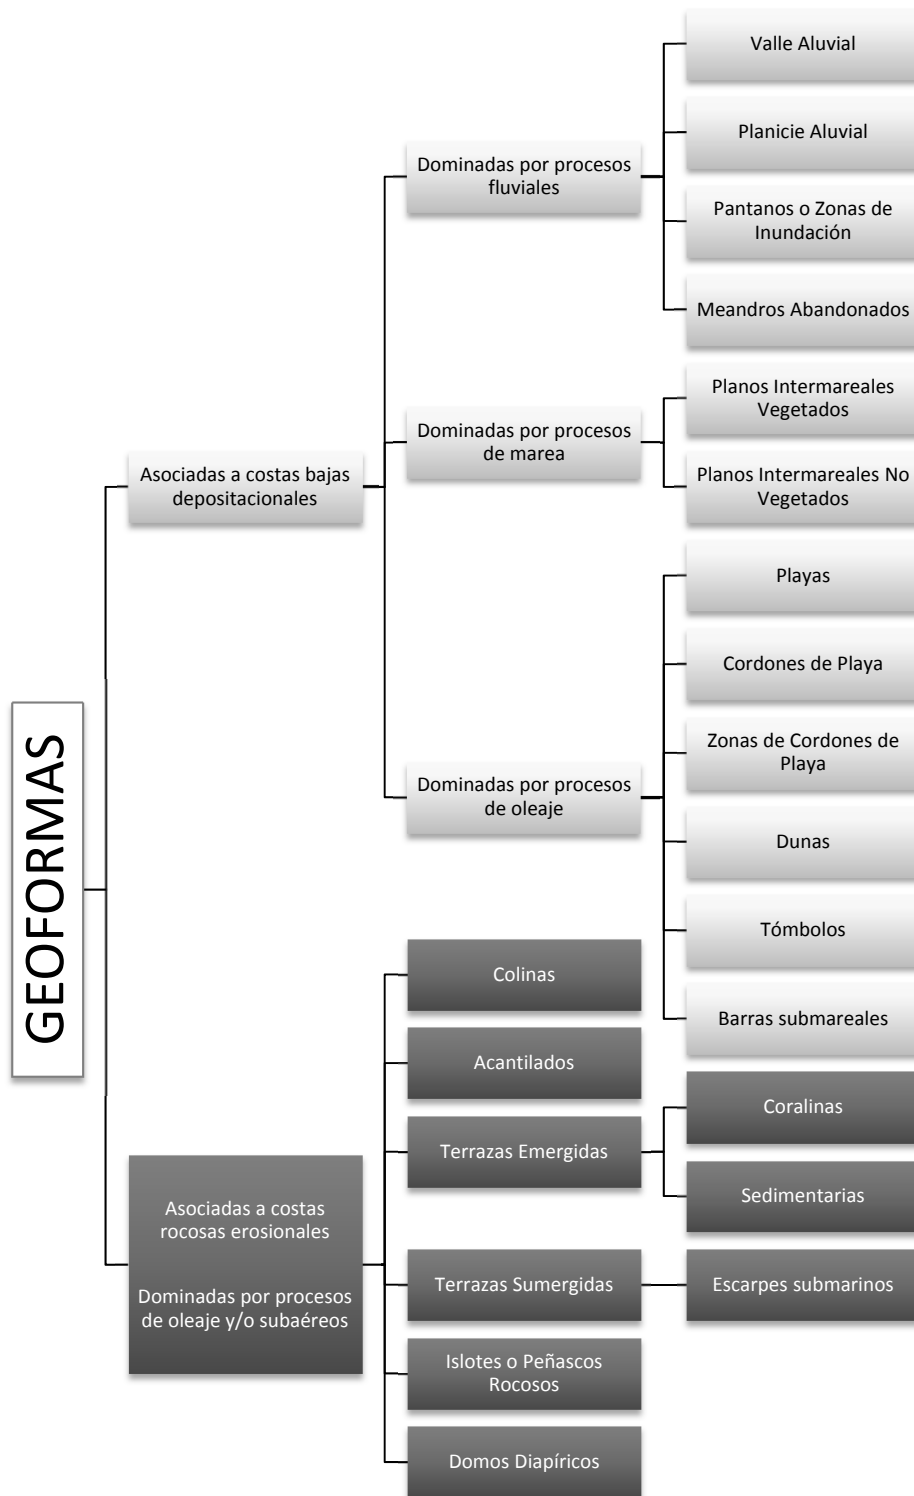 GEOFORMAS
Asociadas a costas bajas
depositacionales
Dominadas por procesos
fluviales
Valle Aluvial
Planicie Aluvial
Pantanos o Zonas de
Inundación
Meandros Abandonados
Dominadas por procesos
de marea
Planos Intermareales
Vegetados
Planos Intermareales No
Vegetados
Dominadas por procesos
de oleaje
Playas
Cordones de Playa
Zonas de Cordones de
Playa
Dunas
Tómbolos
Barras submareales
Asociadas a costas
rocosas erosionales
Dominadas por procesos
de oleaje y/o subaéreos
Colinas
Acantilados
Terrazas Emergidas
Coralinas
Sedimentarias
Terrazas Sumergidas
Escarpes submarinos
Islotes o Peñascos
Rocosos
Domos Diapíricos